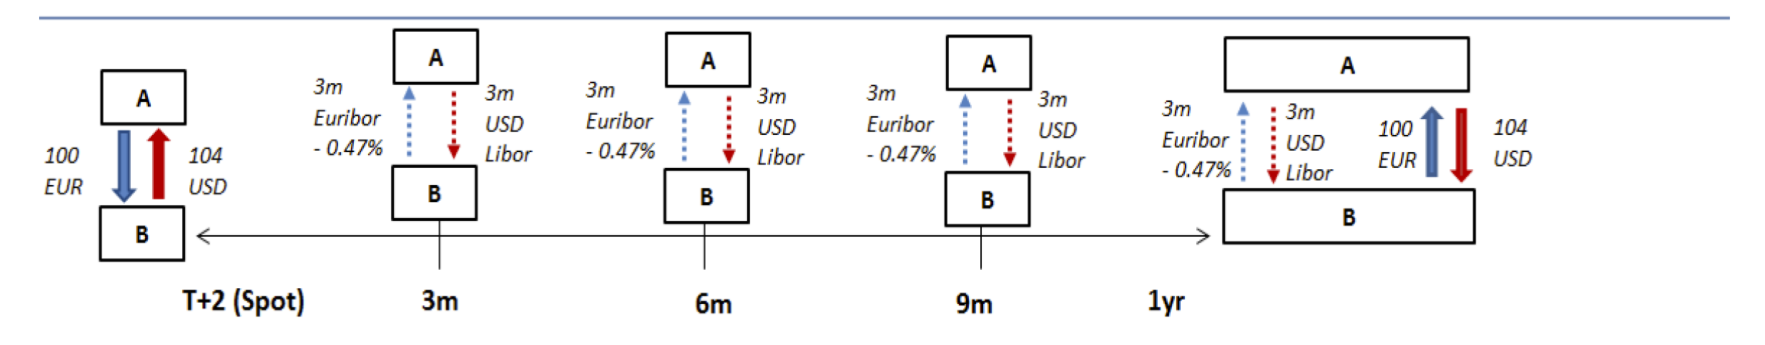 A
100
EUR
104
USD
B
T+2 (Spot)
A
3m
Euribor
- 0.47%
3m
USD
Libor
B
3m
A
3m
Euribor
- 0.47%
3m
USD
Libor
B
6m
A
3m
Euribor
- 0.47%
3m
USD
Libor
B
9m
A
3m
Euribor
- 0.47%
3m
USD
Libor
100
EUR
104
USD
B
1yr